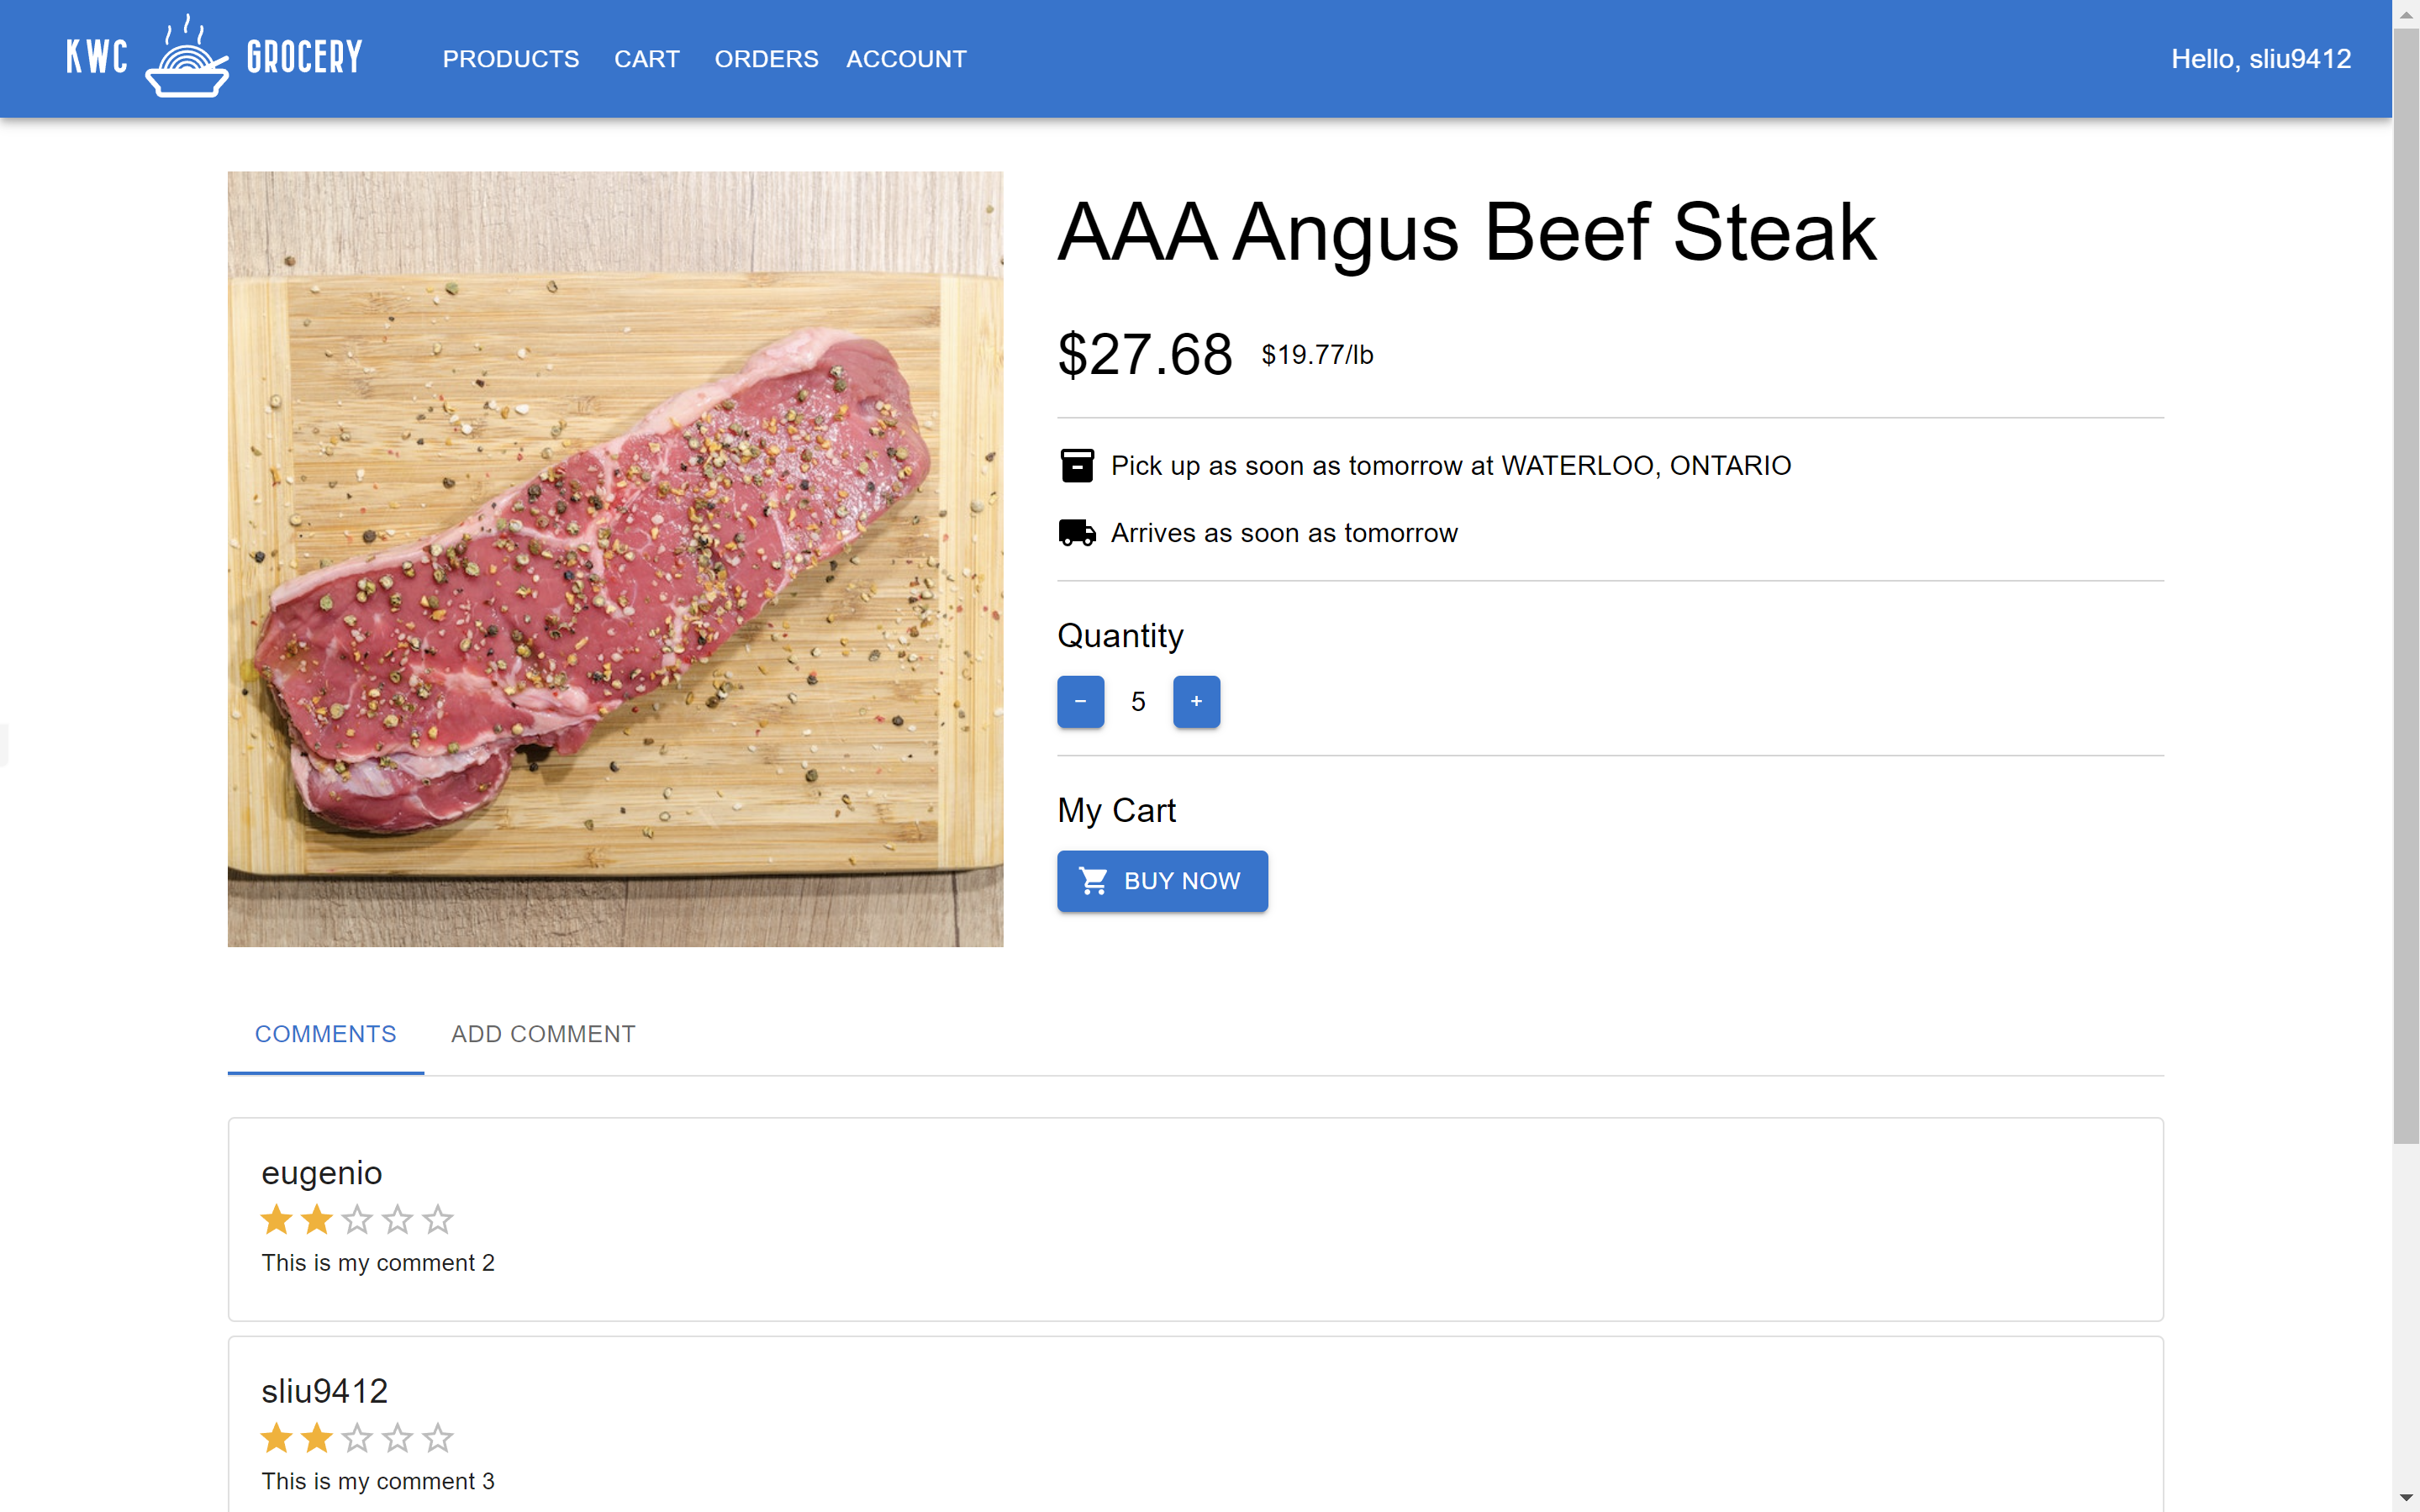 KWC GROCERY PRODUCTS CART ORDERS ACCOUNT Hello, sliu9412
AAA Angus Beef Steak
$27.68 $19.77/lb
Pick up as soon as tomorrow at WATERLOO, ONTARIO
Arrives as soon as tomorrow
Quantity
− 5 +
My Cart
BUY NOW
COMMENTS ADD COMMENT
eugenio
This is my comment 2
sliu9412
This is my comment 3